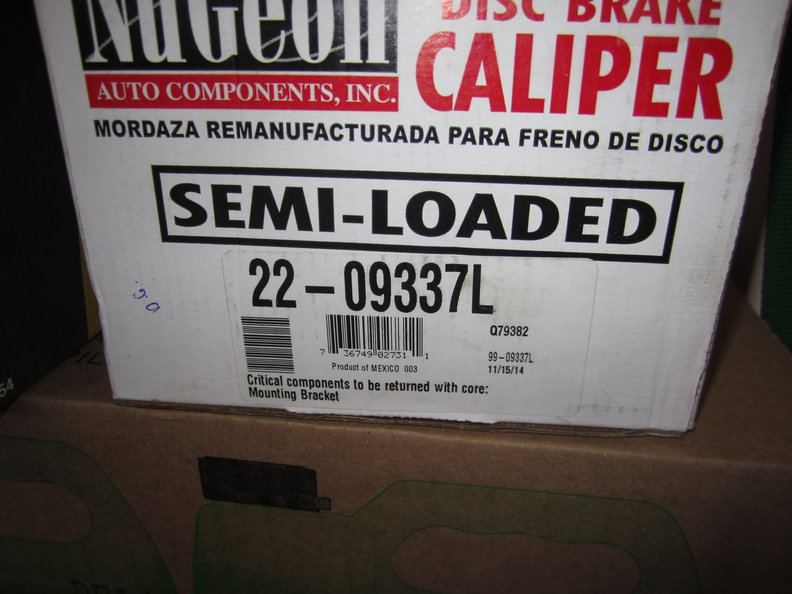 NuGeon
AUTO COMPONENTS, INC.
DISC BRAKE
CALIPER
MORDAZA REMANUFACTURADA PARA FRENO DE DISCO
SEMI-LOADED
22-09337L
Q79382
7 36749 02731 1
99-09337L
Product of MEXICO 003
11/15/14
Critical components to be returned with core:
Mounting Bracket
54